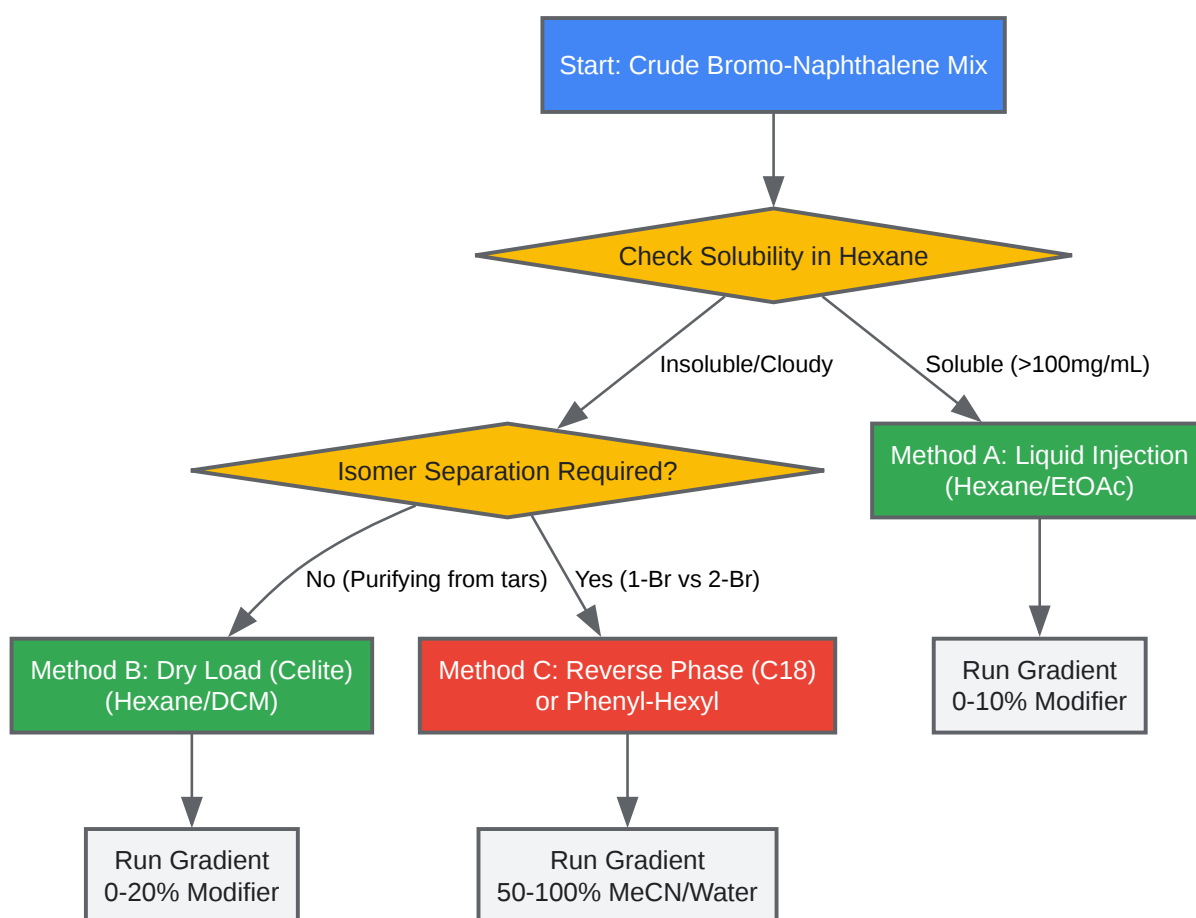 Start: Crude Bromo-Naphthalene Mix
Check Solubility in Hexane
Insoluble/Cloudy
Soluble (>100mg/mL)
Isomer Separation Required?
Method A: Liquid Injection
(Hexane/EtOAc)
No (Purifying from tars)
Yes (1-Br vs 2-Br)
Method B: Dry Load (Celite)
(Hexane/DCM)
Method C: Reverse Phase (C18)
or Phenyl-Hexyl
Run Gradient
0-10% Modifier
Run Gradient
0-20% Modifier
Run Gradient
50-100% MeCN/Water